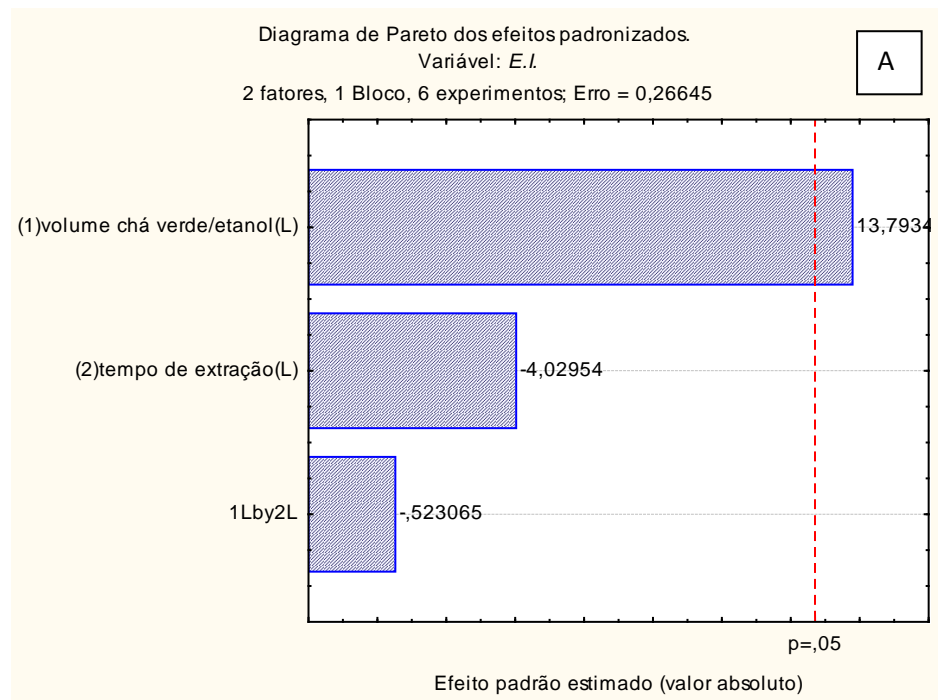 Diagrama de Pareto dos efeitos padronizados.
Variável: E.I.
A
2 fatores, 1 Bloco, 6 experimentos; Erro = 0,26645
(1)volume chá verde/etanol(L)
13,7934
(2)tempo de extração(L)
-4,02954
1Lby2L
-,523065
p=,05
Efeito padrão estimado (valor absoluto)